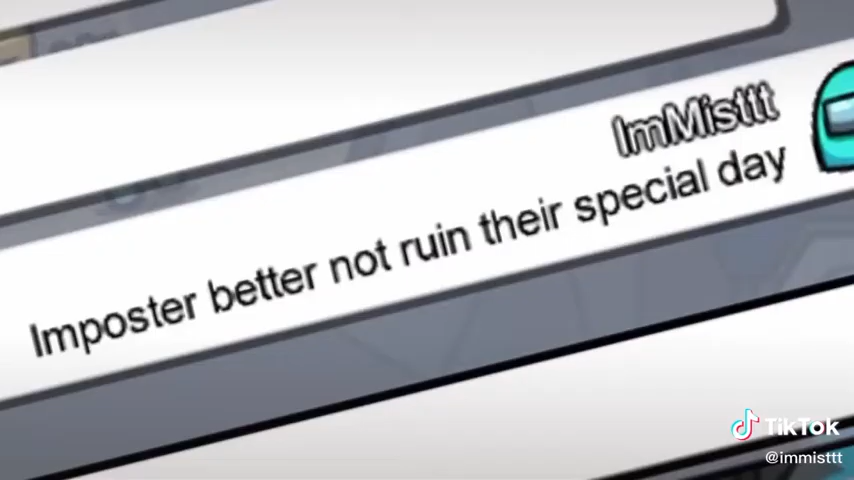 ImMisttt
Imposter better not ruin their special day
TikTok
@immisttt